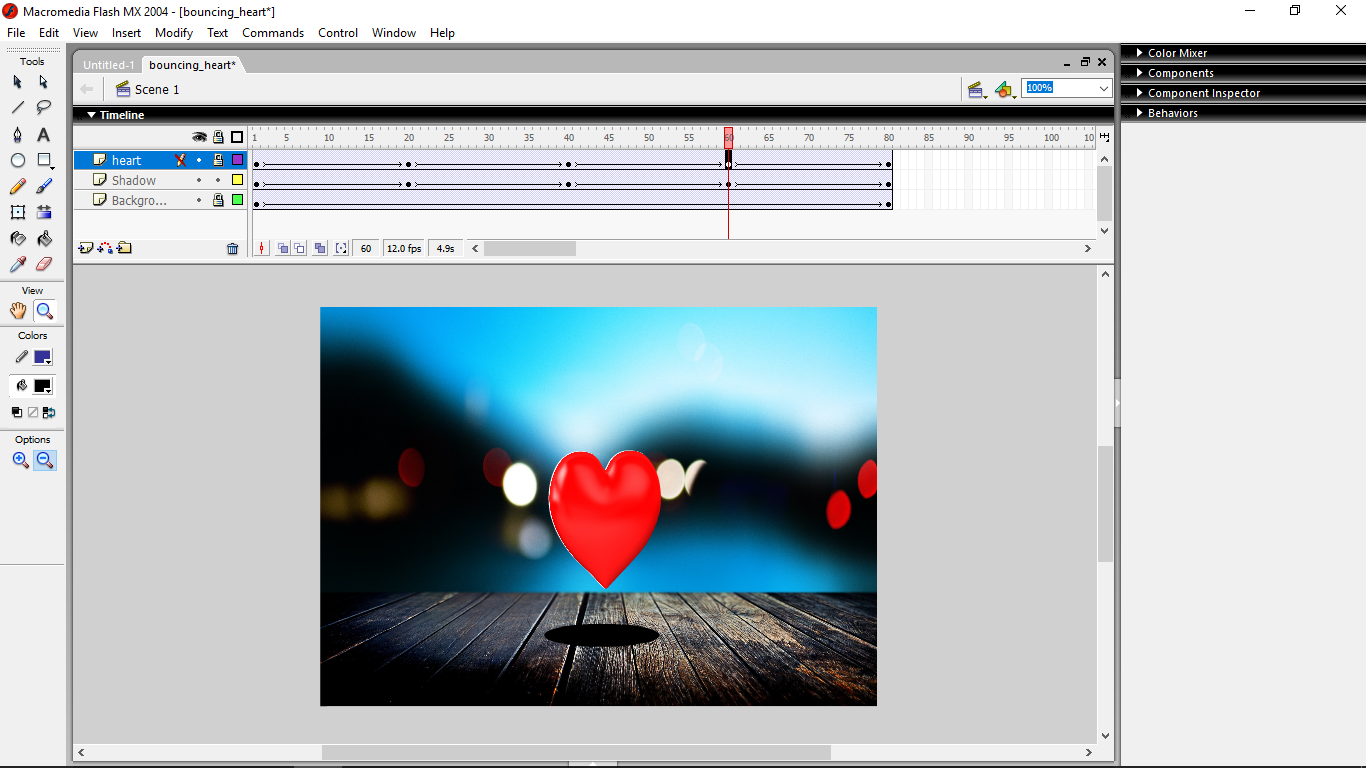 Macromedia Flash MX 2004 - [bouncing_heart*]
File Edit View Insert Modify Text Commands Control Window Help
Tools
View
Colors
Options
Untitled-1 bouncing_heart*
Scene 1
100%
Timeline
1 5 10 15 20 25 30 35 40 45 50 55 60 65 70 75 80 85 90 95 100 10
heart
Shadow
Backgro...
60 12.0 fps 4.9s
Color Mixer
Components
Component Inspector
Behaviors